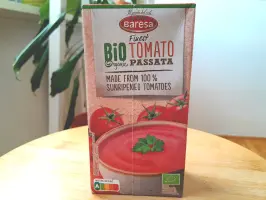 Baresa
Finest
BiO TOMATO
Organic PASSATA
MADE FROM 100%
SUNRIPENED TOMATOES